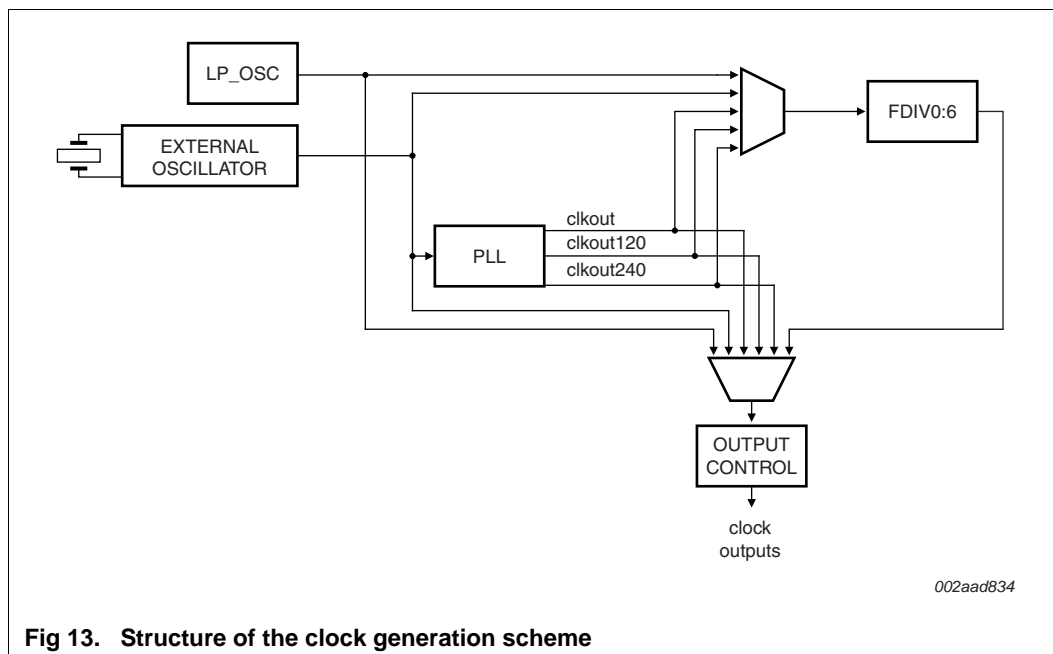 LP_OSC
EXTERNAL
OSCILLATOR
FDIV0:6
PLL
clkout
clkout120
clkout240
OUTPUT
CONTROL
clock
outputs
002aad834
Fig 13. Structure of the clock generation scheme